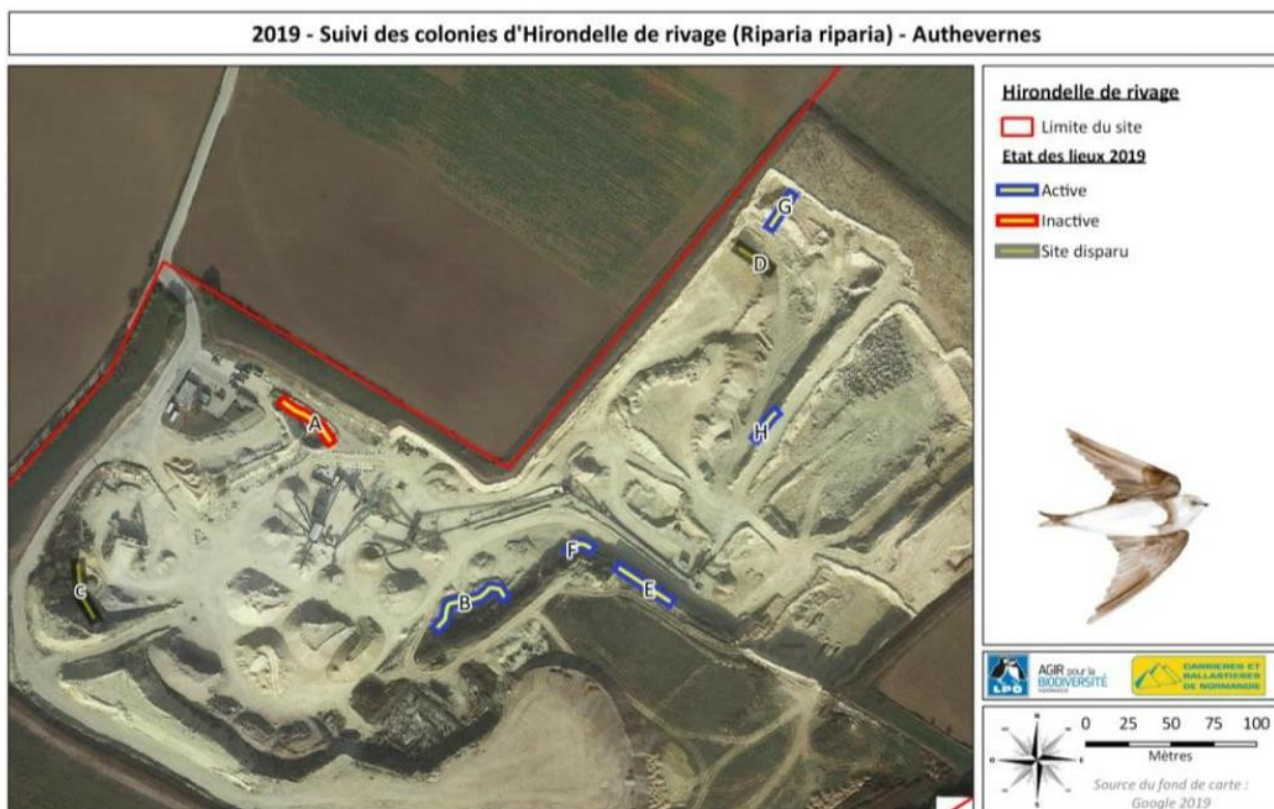 2019 - Suivi des colonies d'Hirondelle de rivage (Riparia riparia) - Authevernes
Hirondelle de rivage
Limite du site
Etat des lieux 2019
Active
Inactive
Site disparu
G
D
A
H
F
E
C
B
LPO
AGIR pour la
BIODIVERSITÉ
NORMANDIE
CARRIERES ET
BALLASTIERES
DE NORMANDIE
N
O
E
S
0 25 50 75 100
Mètres
Source du fond de carte :
Google 2019